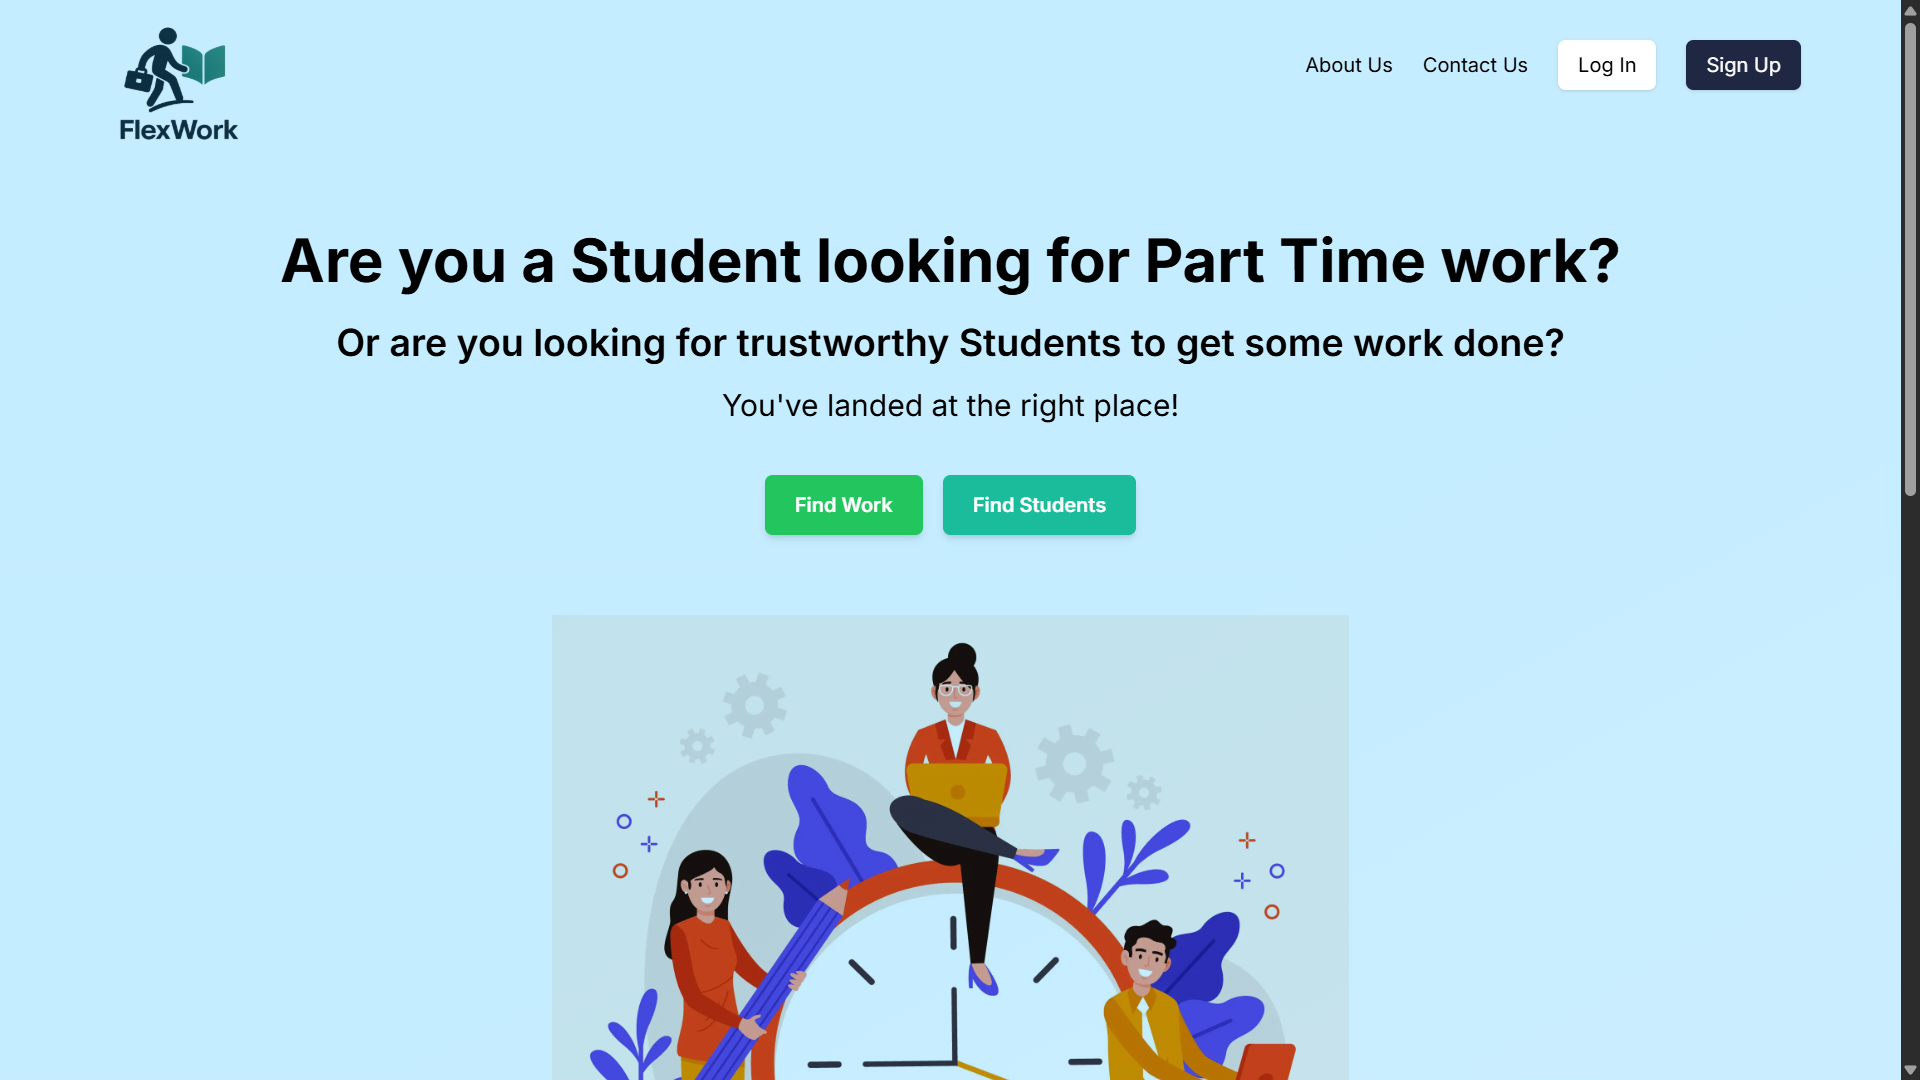 FlexWork
About Us
Contact Us
Log In
Sign Up
Are you a Student looking for Part Time work?
Or are you looking for trustworthy Students to get some work done?
You've landed at the right place!
Find Work
Find Students